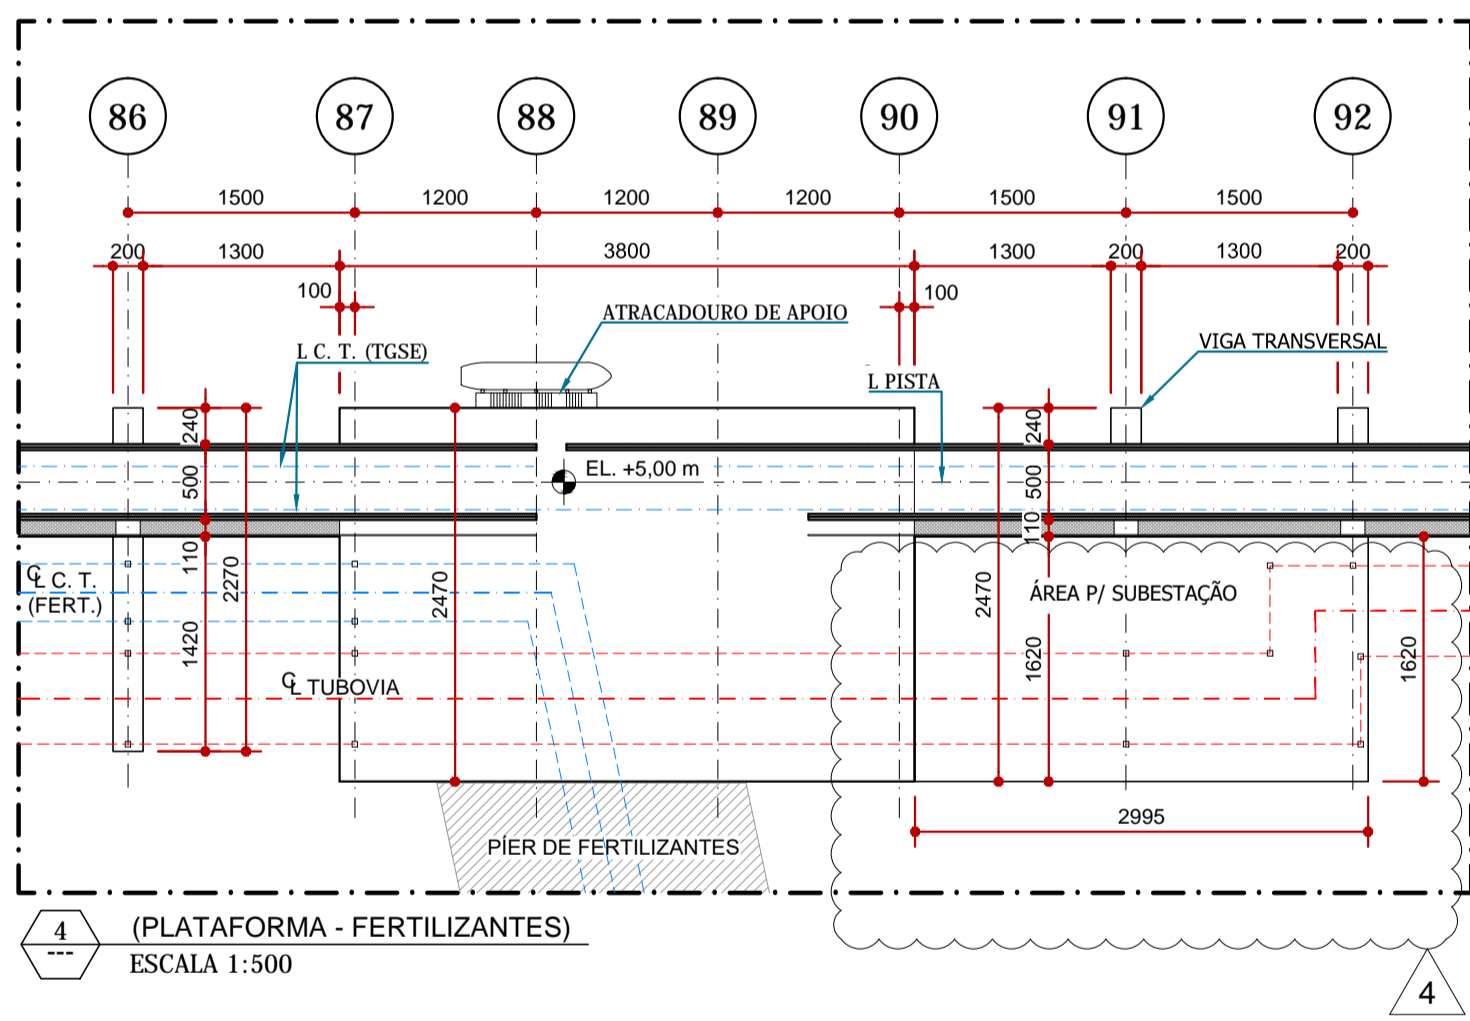 86 87 88 89 90 91 92
1500 1200 1200 1200 1500 1500
200 1300 3800 1300 200 1300 200
100 100
ATRACADOURO DE APOIO
VIGA TRANSVERSAL
L C. T. (TGSE)
L PISTA
240 240
EL. +5,00 m
500 500
110 110
℄ C. T.
(FERT.)
2270 2470 2470
ÁREA P/ SUBESTAÇÃO
1420 1620 1620
℄ TUBOVIA
2995
PÍER DE FERTILIZANTES
4
---
(PLATAFORMA - FERTILIZANTES)
ESCALA 1:500
4